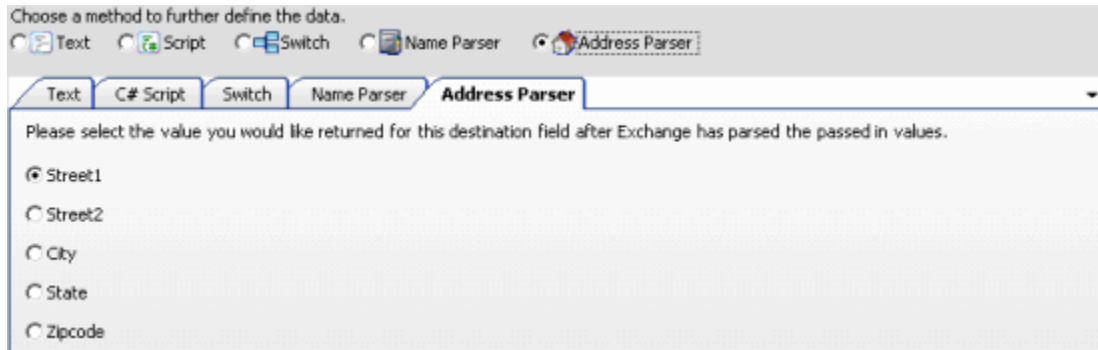 Choose a method to further define the data.
Text Script Switch Name Parser Address Parser
Text C# Script Switch Name Parser Address Parser
Please select the value you would like returned for this destination field after Exchange has parsed the passed in values.
Street1
Street2
City
State
Zipcode